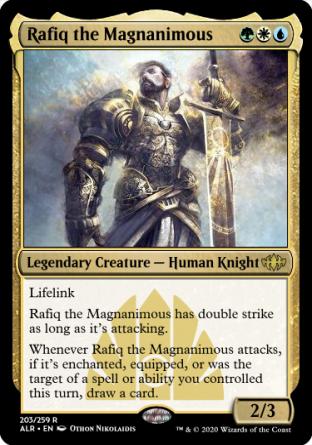 Rafiq the Magnanimous
Legendary Creature — Human Knight
Lifelink
Rafiq the Magnanimous has double strike
as long as it's attacking.
Whenever Rafiq the Magnanimous attacks,
if it's enchanted, equipped, or was the
target of a spell or ability you controlled
this turn, draw a card.
2/3
203/259 R
ALR • EN Othon Nikolaidis
™ & © 2020 Wizards of the Coast